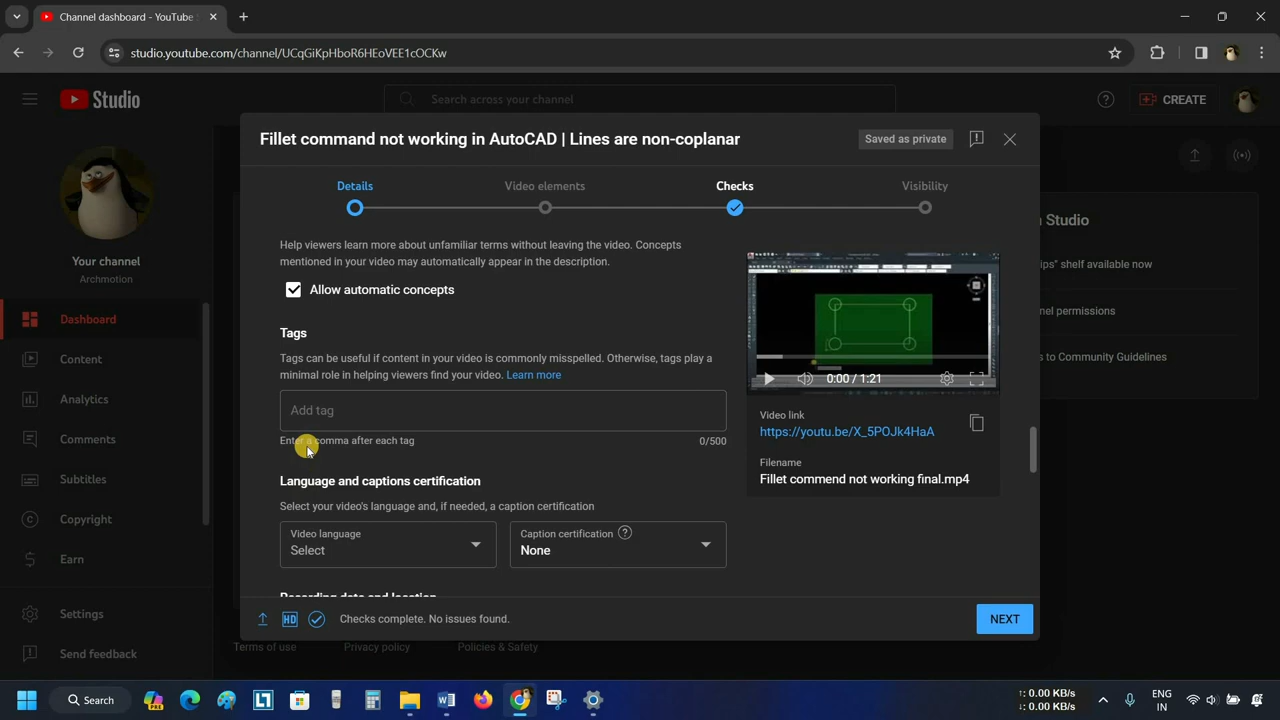 Channel dashboard - YouTube S
studio.youtube.com/channel/UCqGiKpHboR6HEoVEE1cOCKw
Studio
Search across your channel
CREATE
Fillet command not working in AutoCAD | Lines are non-coplanar
Saved as private
Details
Video elements
Checks
Visibility
Your channel
Archmotion
Dashboard
Content
Analytics
Comments
Subtitles
Copyright
Earn
Settings
Send feedback
Help viewers learn more about unfamiliar terms without leaving the video. Concepts
mentioned in your video may automatically appear in the description.
Allow automatic concepts
Tags
Tags can be useful if content in your video is commonly misspelled. Otherwise, tags play a
minimal role in helping viewers find your video. Learn more
Add tag
Enter a comma after each tag
0/500
Language and captions certification
Select your video's language and, if needed, a caption certification
Video language
Select
Caption certification
None
Recording date and location
0:00 / 1:21
Video link
https://youtu.be/X_5POJk4HaA
Filename
Fillet commend not working final.mp4
Studio
ips" shelf available now
nel permissions
s to Community Guidelines
Checks complete. No issues found.
NEXT
Terms of use
Privacy policy
Policies & Safety
Search
PRE
↑: 0.00 KB/s
↓: 0.00 KB/s
ENG
IN